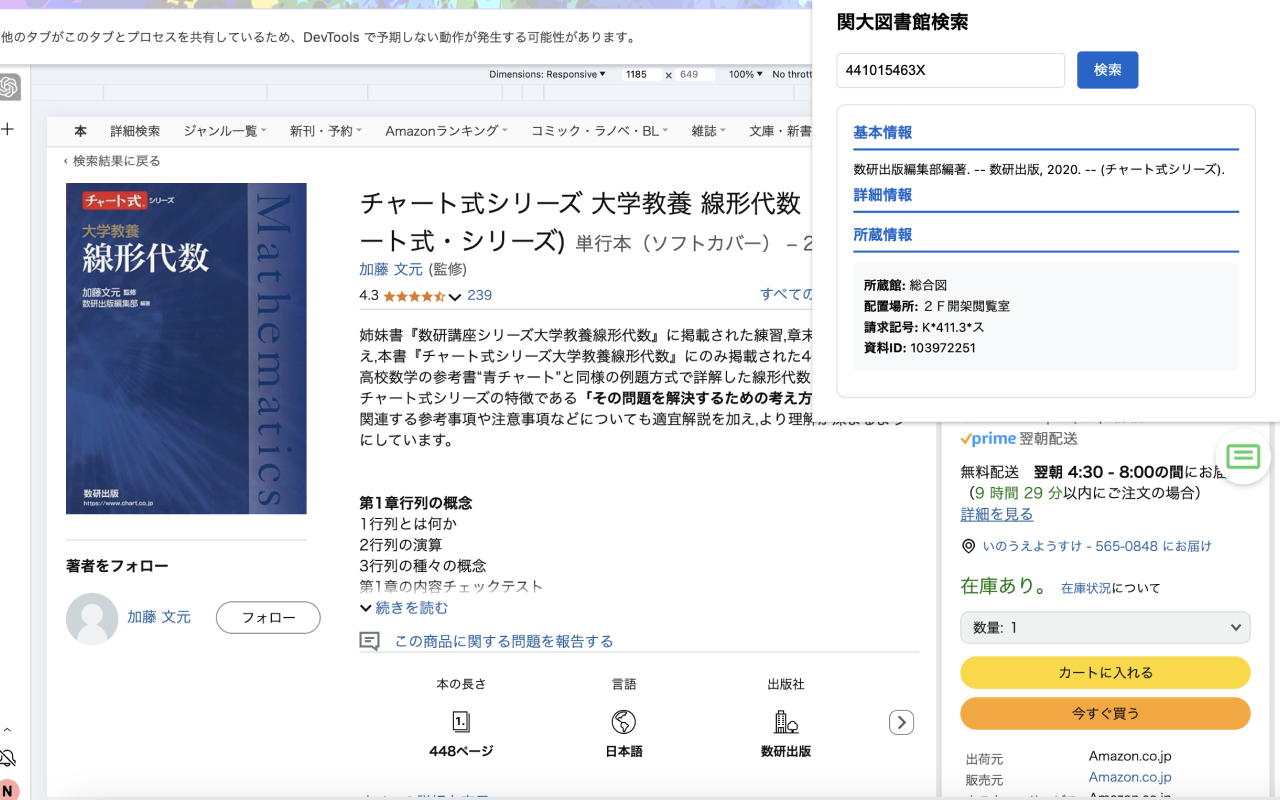 他のタブがこのタブとプロセスを共有しているため、DevTools で予期しない動作が発生する可能性があります。
Dimensions: Responsive ▼ 1185 x 649 100% ▼ No thrott
本 詳細検索 ジャンル一覧 新刊・予約 Amazonランキング コミック・ラノベ・BL 雑誌 文庫・新書
‹ 検索結果に戻る
チャート式® シリーズ
大学教養
線形代数
加藤文元 監修
数研出版編集部 編著
Mathematics
数研出版
https://www.chart.co.jp
著者をフォロー
加藤 文元 フォロー
チャート式シリーズ 大学教養 線形代数
ート式・シリーズ) 単行本（ソフトカバー） – 2
加藤 文元 (監修)
4.3 239 すべての
姉妹書『数研講座シリーズ大学教養線形代数』に掲載された練習,章末
え,本書『チャート式シリーズ大学教養線形代数』にのみ掲載された4
高校数学の参考書“青チャート"と同様の例題方式で詳解した線形代数
チャート式シリーズの特徴である「その問題を解決するための考え方
関連する参考事項や注意事項などについても適宜解説を加え,より理解が深まるよう
にしています。
第1章行列の概念
1行列とは何か
2行列の演算
3行列の種々の概念
第1章の内容チェックテスト
続きを読む
この商品に関する問題を報告する
本の長さ 言語 出版社
1.
448ページ 日本語 数研出版
関大図書館検索
441015463X 検索
基本情報
数研出版編集部編著. -- 数研出版, 2020. -- (チャート式シリーズ).
詳細情報
所蔵情報
所蔵館: 総合図
配置場所: ２Ｆ開架閲覧室
請求記号: K*411.3*ス
資料ID: 103972251
prime 翌朝配送
無料配送 翌朝 4:30 - 8:00の間にお届
（9 時間 29 分以内にご注文の場合）
詳細を見る
いのうえようすけ - 565-0848 にお届け
在庫あり。 在庫状況について
数量: 1
カートに入れる
今すぐ買う
出荷元 Amazon.co.jp
販売元 Amazon.co.jp
N